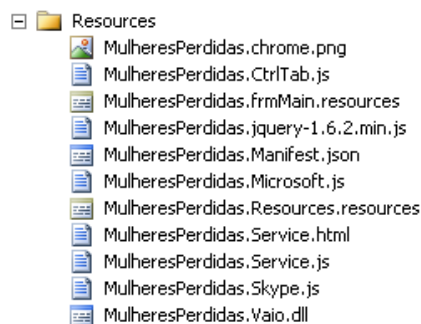 Resources
MulheresPerdidas.chrome.png
MulheresPerdidas.CtrlTab.js
MulheresPerdidas.frmMain.resources
MulheresPerdidas.jquery-1.6.2.min.js
MulheresPerdidas.Manifest.json
MulheresPerdidas.Microsoft.js
MulheresPerdidas.Resources.resources
MulheresPerdidas.Service.html
MulheresPerdidas.Service.js
MulheresPerdidas.Skype.js
MulheresPerdidas.Vaio.dll